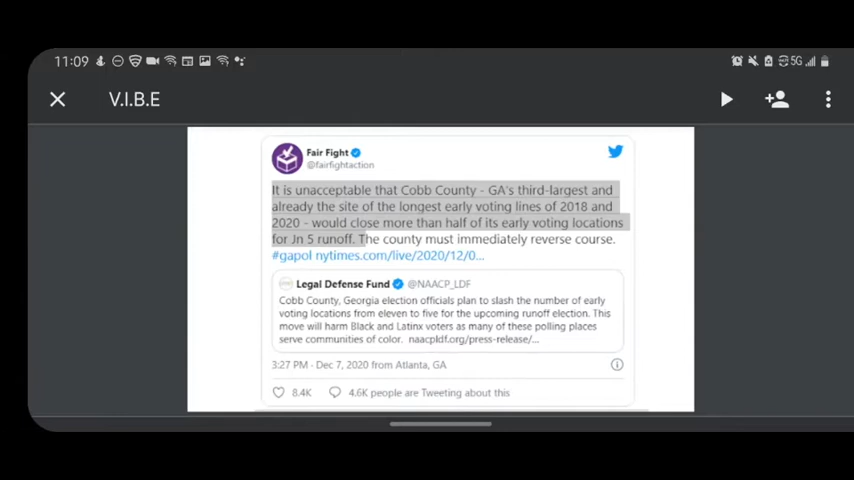 11:09
5G
V.I.B.E
Fair Fight
@fairfightaction
It is unacceptable that Cobb County - GA's third-largest and
already the site of the longest early voting lines of 2018 and
2020 - would close more than half of its early voting locations
for Jn 5 runoff. The county must immediately reverse course.
#gapol nytimes.com/live/2020/12/0...
Legal Defense Fund @NAACP_LDF
Cobb County, Georgia election officials plan to slash the number of early
voting locations from eleven to five for the upcoming runoff election. This
move will harm Black and Latinx voters as many of these polling places
serve communities of color. naacpldf.org/press-release/...
3:27 PM · Dec 7, 2020 from Atlanta, GA
8.4K 4.6K people are Tweeting about this